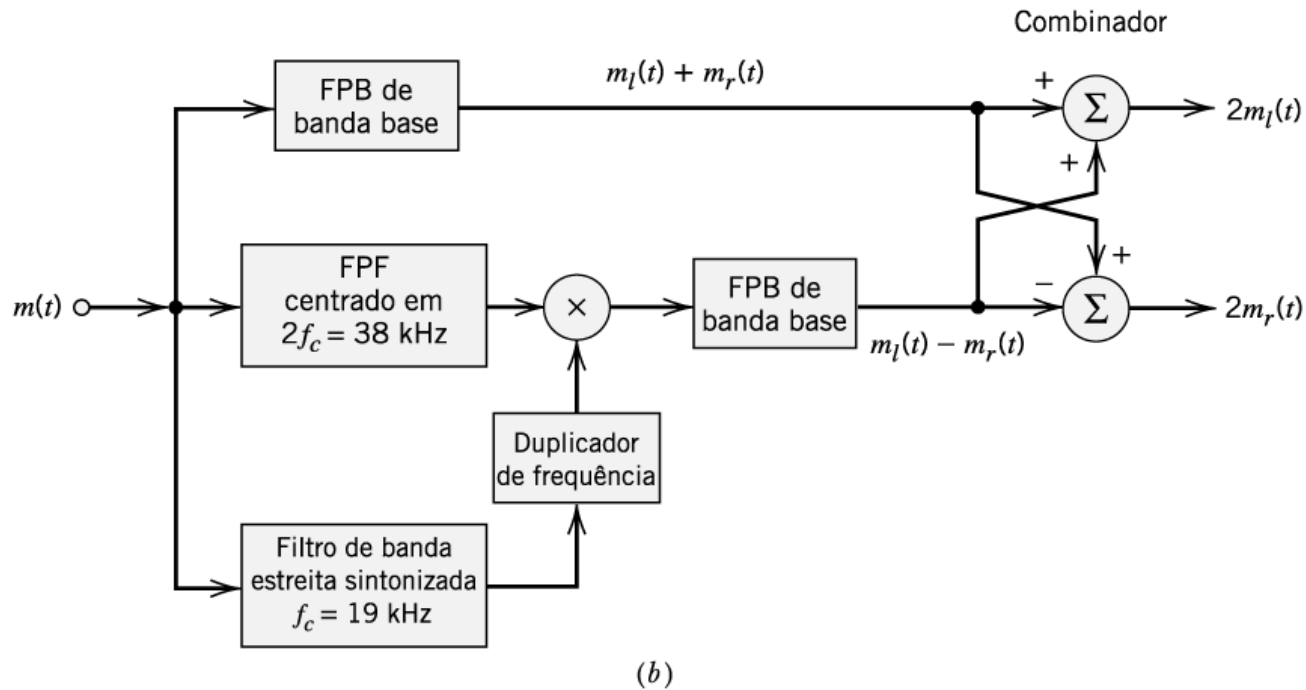 Combinador
FPB de
banda base
m_l(t) + m_r(t)
+
Σ
2m_l(t)
+
m(t)
FPF
centrado em
2f_c = 38 kHz
×
FPB de
banda base
m_l(t) − m_r(t)
+
−
Σ
2m_r(t)
Duplicador
de frequência
Filtro de banda
estreita sintonizada
f_c = 19 kHz
(b)